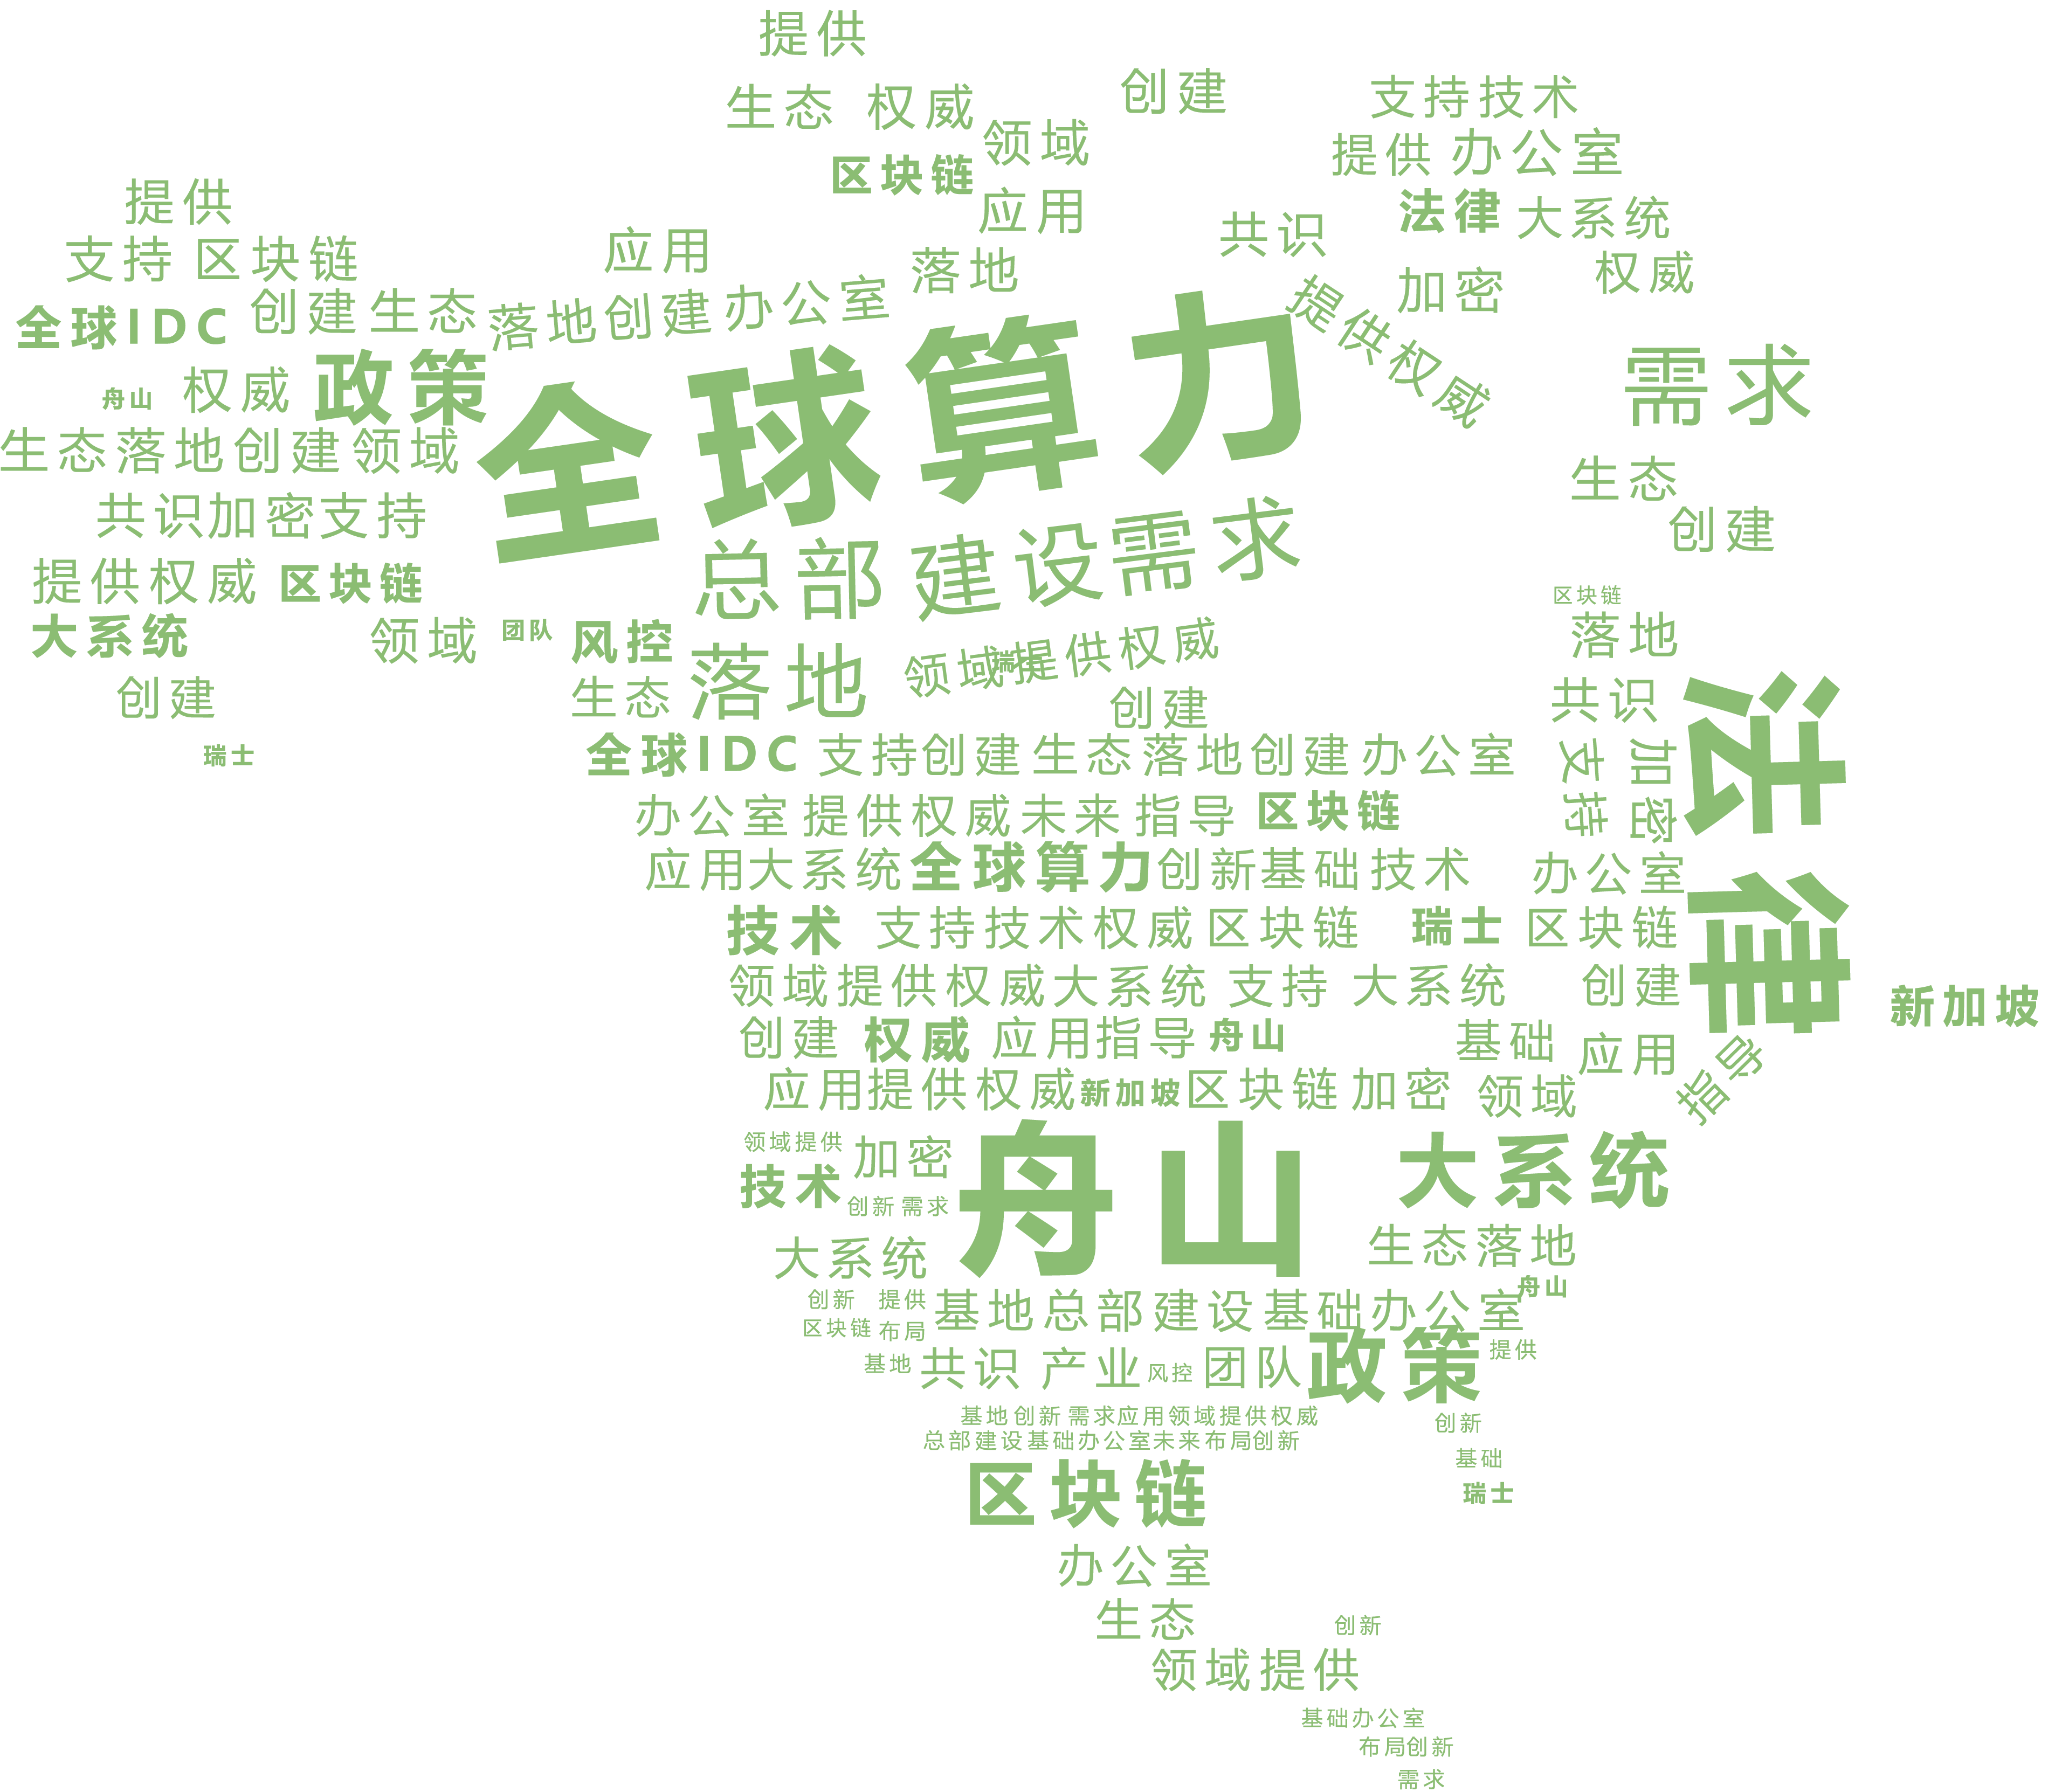 提供
生态 权威
创建
支持技术
领域
提供 办公室
区块链
提供
应用
法律 大系统
支持 区块链
应用
共识
落地
加密
权威
全球IDC 创建 生态
落地 创建 办公室
提供 权威
政策
全球算力
需求
舟山 权威
生态 落地 创建 领域
生态
共识 加密 支持
创建
总部 建设 需求
提供 权威 区块链
区块链
大系统
领域 团队 风控
落地
生态 落地
领域 瑞士 提供 权威
创建
创建
共识
法律
瑞士
全球IDC 支持 创建 生态 落地 创建 办公室
支持 加密
办公室 提供 权威 未来 指导 区块链
应用 大系统 全球算力 创新 基础 技术 办公室
技术 支持 技术 权威 区块链 瑞士 区块链
领域 提供 权威 大系统 支持 大系统 创建
新加坡
创建 权威 应用 指导 舟山 基础 应用
指导
应用 提供 权威 新加坡 区块链 加密 领域
领域提供 加密
舟山
大系统
技术
创新 需求
大系统
生态 落地
舟山
创新 提供
基地 总部 建设 基础 办公室
区块链 布局
基地 共识 产业 风控 团队 政策 提供
基地 创新 需求 应用 领域 提供 权威
创新
总部 建设 基础 办公室 未来 布局 创新
基础
区块链
瑞士
办公室
生态
创新
领域 提供
基础 办公室
布局 创新
需求